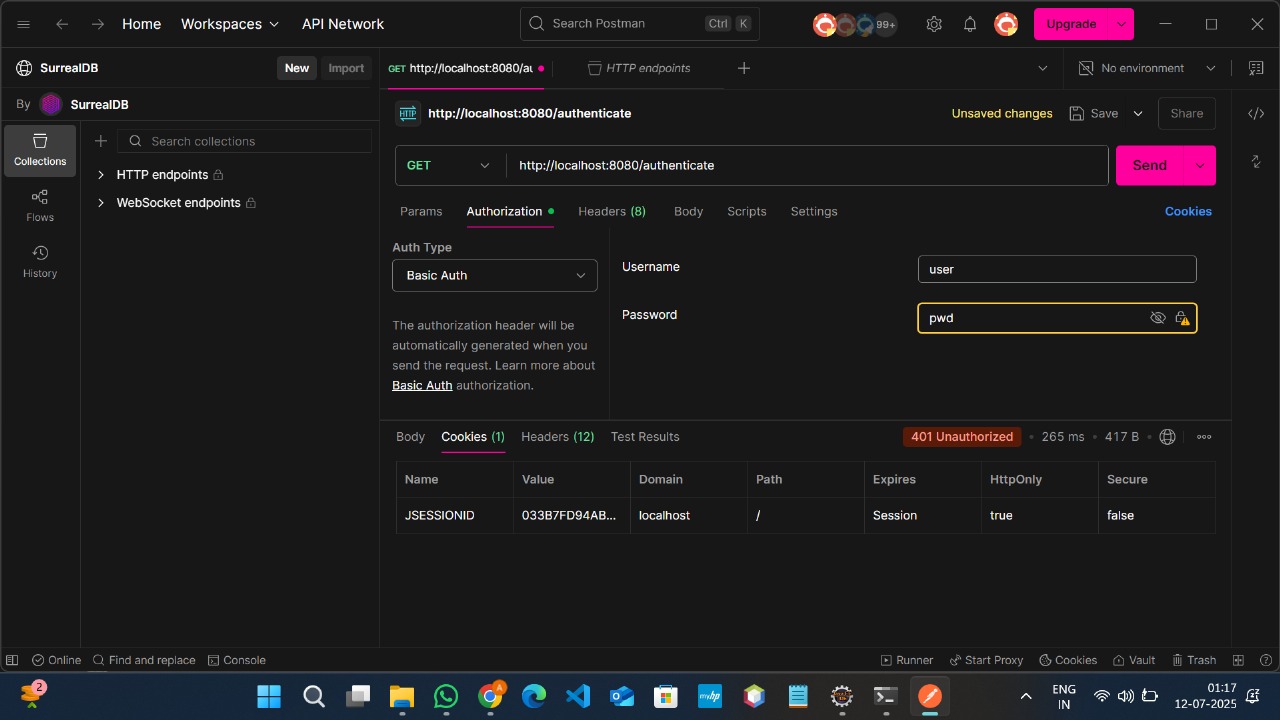 Home Workspaces API Network Search Postman Ctrl K 99+ Upgrade
SurrealDB New Import GET http://localhost:8080/au HTTP endpoints No environment
By SurrealDB
HTTP http://localhost:8080/authenticate Unsaved changes Save Share
Collections
Search collections
HTTP endpoints
WebSocket endpoints
Flows
History
GET http://localhost:8080/authenticate Send
Params Authorization Headers (8) Body Scripts Settings Cookies
Auth Type
Basic Auth
The authorization header will be
automatically generated when you
send the request. Learn more about
Basic Auth authorization.
Username user
Password pwd
Body Cookies (1) Headers (12) Test Results 401 Unauthorized • 265 ms • 417 B
Name Value Domain Path Expires HttpOnly Secure
JSESSIONID 033B7FD94AB... localhost / Session true false
Online Find and replace Console Runner Start Proxy Cookies Vault Trash
2 A myhp ENG 01:17
IN 12-07-2025